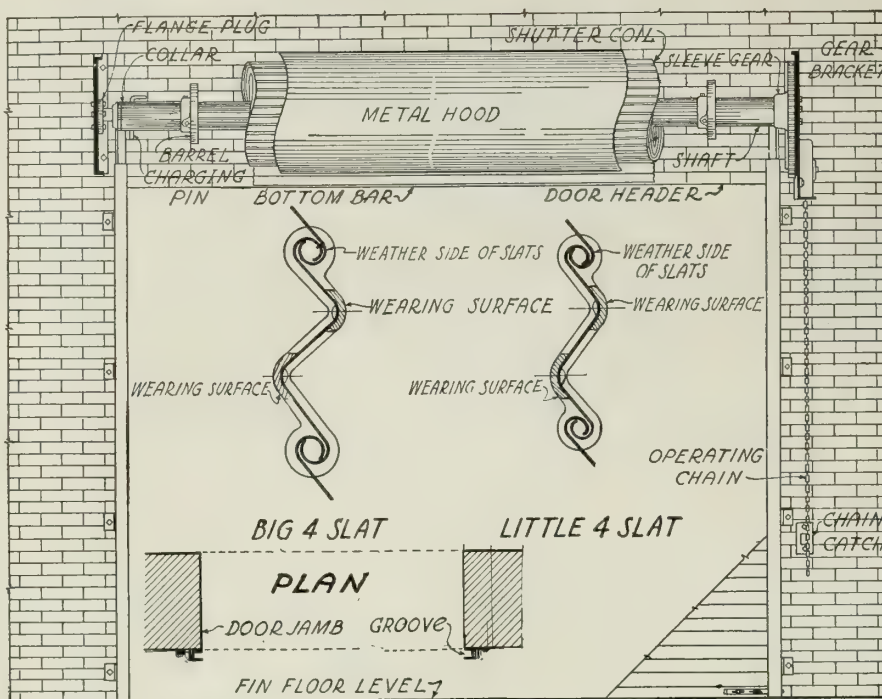 FLANGE PLUG
COLLAR
SHUTTER COIL
SLEEVE GEAR
GEAR
BRACKET
METAL HOOD
SHAFT
BARREL
CHARGING
PIN
BOTTOM BAR
DOOR HEADER
WEATHER SIDE OF SLATS
WEATHER SIDE
OF SLATS
WEARING SURFACE
WEARING SURFACE
WEARING SURFACE
WEARING SURFACE
OPERATING
CHAIN
BIG 4 SLAT
LITTLE 4 SLAT
CHAIN
CATCH
PLAN
DOOR JAMB
GROOVE
FIN FLOOR LEVEL